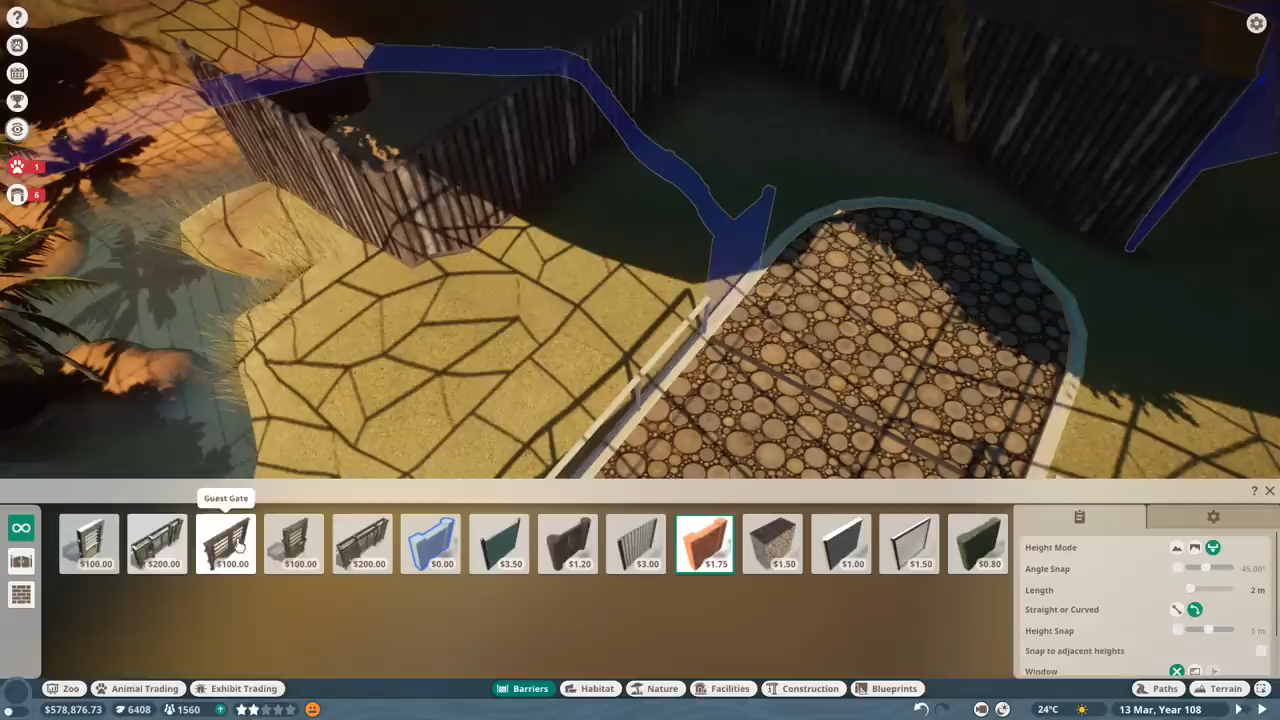 ?
1
6
Guest Gate
? ×
$100.00 $200.00 $100.00 $100.00 $200.00 $0.00 $3.50 $1.20 $3.00 $1.75 $1.50 $1.00 $1.50 $0.80
Height Mode
Angle Snap 45.00°
Length 2 m
Straight or Curved
Height Snap 1 m
Snap to adjacent heights
Window
Zoo Animal Trading Exhibit Trading Barriers Habitat Nature Facilities Construction Blueprints Paths Terrain
$578,876.73 6408 1560 24°C 13 Mar, Year 108